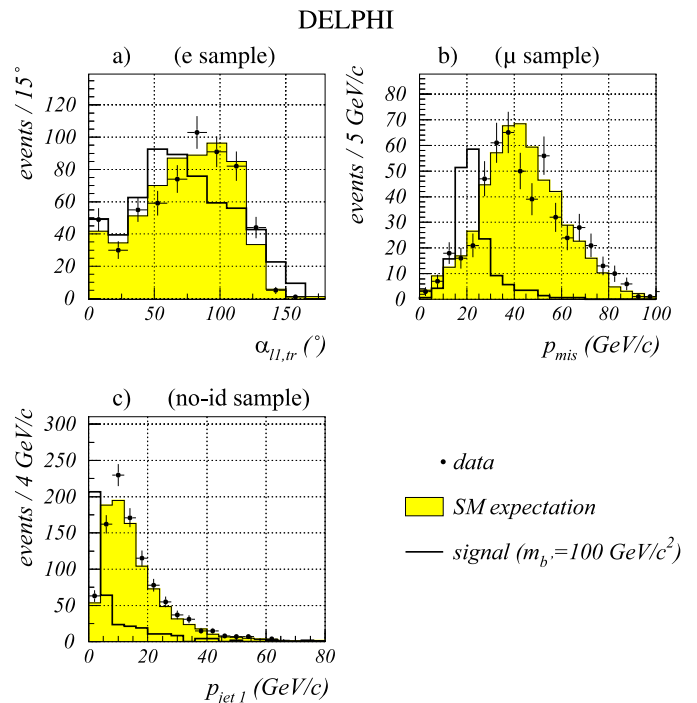 DELPHI
a) (e sample)
events / 15°
120
100
80
60
40
20
0
0 50 100 150
α_{l1,tr} (°)
b) (μ sample)
events / 5 GeV/c
80
70
60
50
40
30
20
10
0
0 20 40 60 80 100
p_{mis} (GeV/c)
c) (no-id sample)
events / 4 GeV/c
300
250
200
150
100
50
0
0 20 40 60 80
p_{jet 1} (GeV/c)
data
SM expectation
signal (m_{b'}=100 GeV/c²)